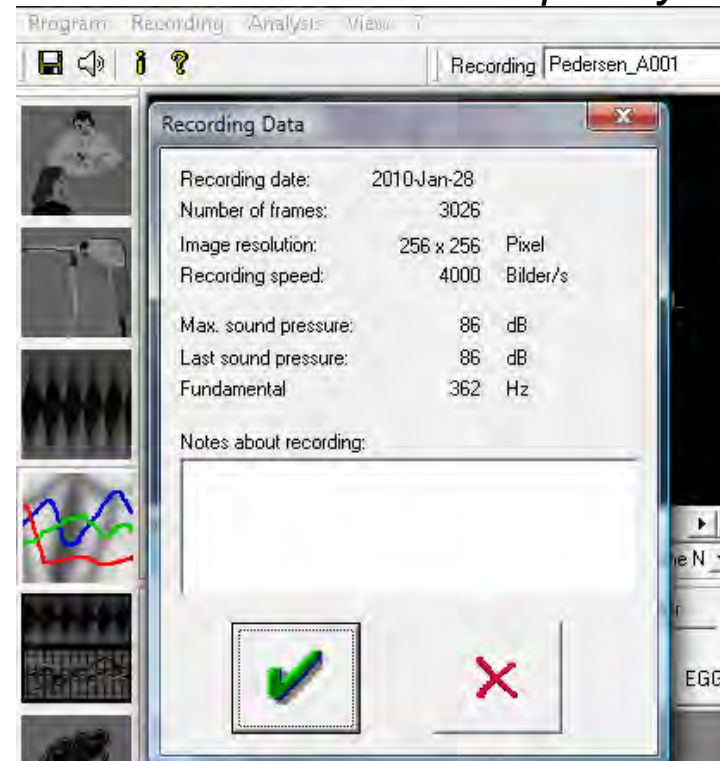 Program Recording Analysis View ?
Recording Pedersen_A001
Recording Data
Recording date: 2010-Jan-28
Number of frames: 3026
Image resolution: 256 x 256 Pixel
Recording speed: 4000 Bilder/s
Max. sound pressure: 86 dB
Last sound pressure: 86 dB
Fundamental 362 Hz
Notes about recording:
EGG